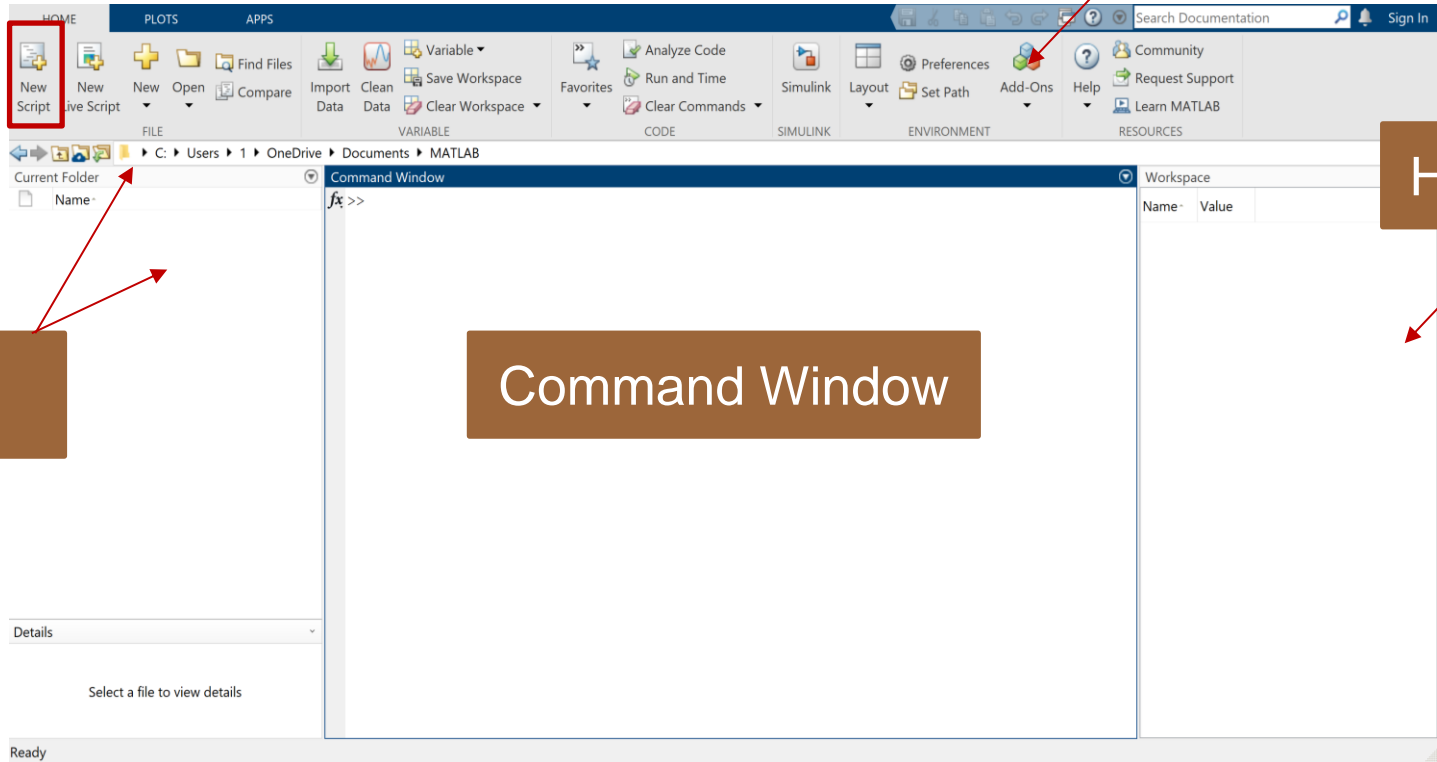 HOME PLOTS APPS Search Documentation Sign In
New Script
New Live Script
New
Open
Find Files
Compare
FILE
Import Data
Clean Data
Variable
Save Workspace
Clear Workspace
VARIABLE
Favorites
Analyze Code
Run and Time
Clear Commands
CODE
Simulink
SIMULINK
Layout
Preferences
Set Path
Add-Ons
ENVIRONMENT
Help
Community
Request Support
Learn MATLAB
RESOURCES
C: Users 1 OneDrive Documents MATLAB
Current Folder
Name
Command Window
fx >>
Workspace
Name Value
H
Command Window
Details
Select a file to view details
Ready